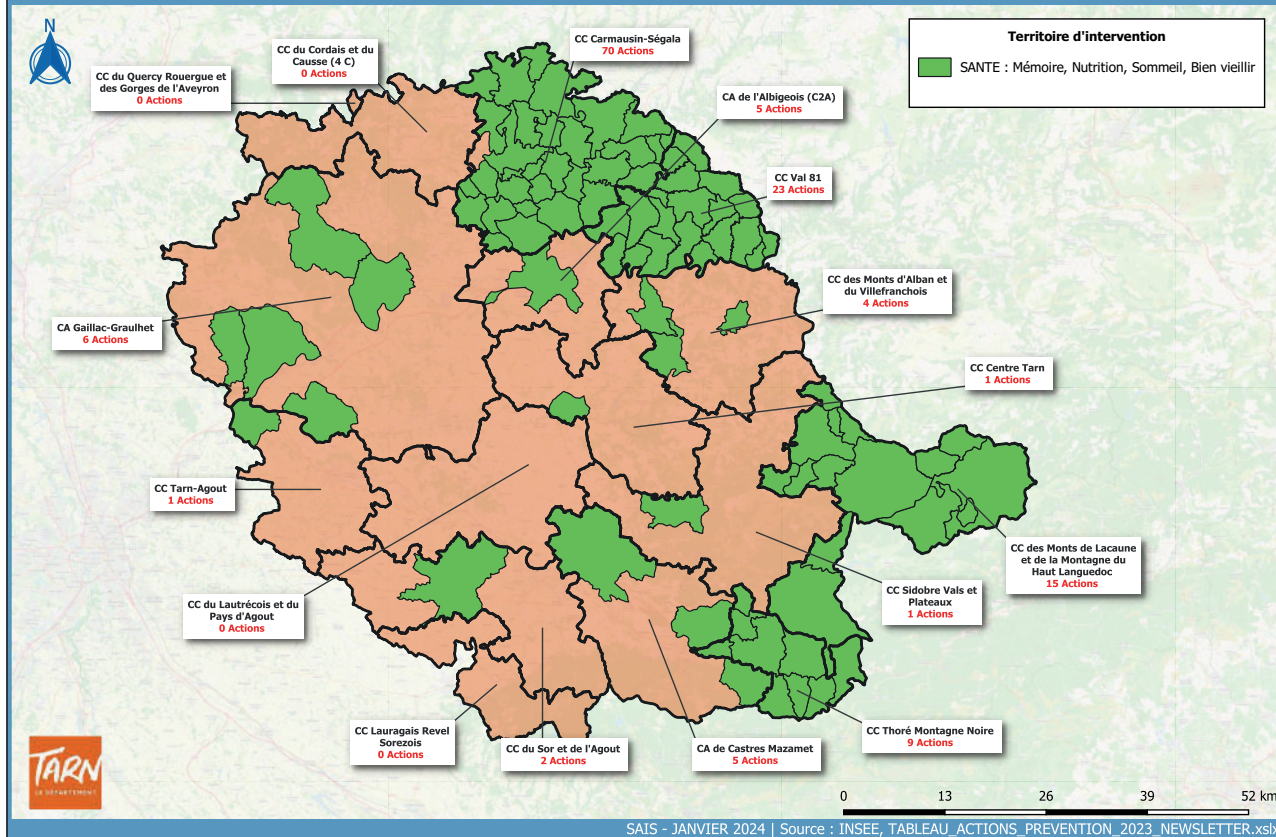 N
CC Carmausin-Ségala
70 Actions
CC du Cordais et du
Causse (4 C)
0 Actions
CC du Quercy Rouergue et
des Gorges de l'Aveyron
0 Actions
Territoire d'intervention
SANTE : Mémoire, Nutrition, Sommeil, Bien vieillir
CA de l'Albigeois (C2A)
5 Actions
CC Val 81
23 Actions
CC des Monts d'Alban et
du Villefranchois
4 Actions
CA Gaillac-Graulhet
6 Actions
CC Centre Tarn
1 Actions
CC Tarn-Agout
1 Actions
CC des Monts de Lacaune
et de la Montagne du
Haut Languedoc
15 Actions
CC Sidobre Vals et
Plateaux
1 Actions
CC du Lautrécois et du
Pays d'Agout
0 Actions
CC Lauragais Revel
Sorezois
0 Actions
CC du Sor et de l'Agout
2 Actions
CA de Castres Mazamet
5 Actions
CC Thoré Montagne Noire
9 Actions
TARN
LE DÉPARTEMENT
0 13 26 39 52 km
SAIS - JANVIER 2024 | Source : INSEE, TABLEAU_ACTIONS_PREVENTION_2023_NEWSLETTER.xslx